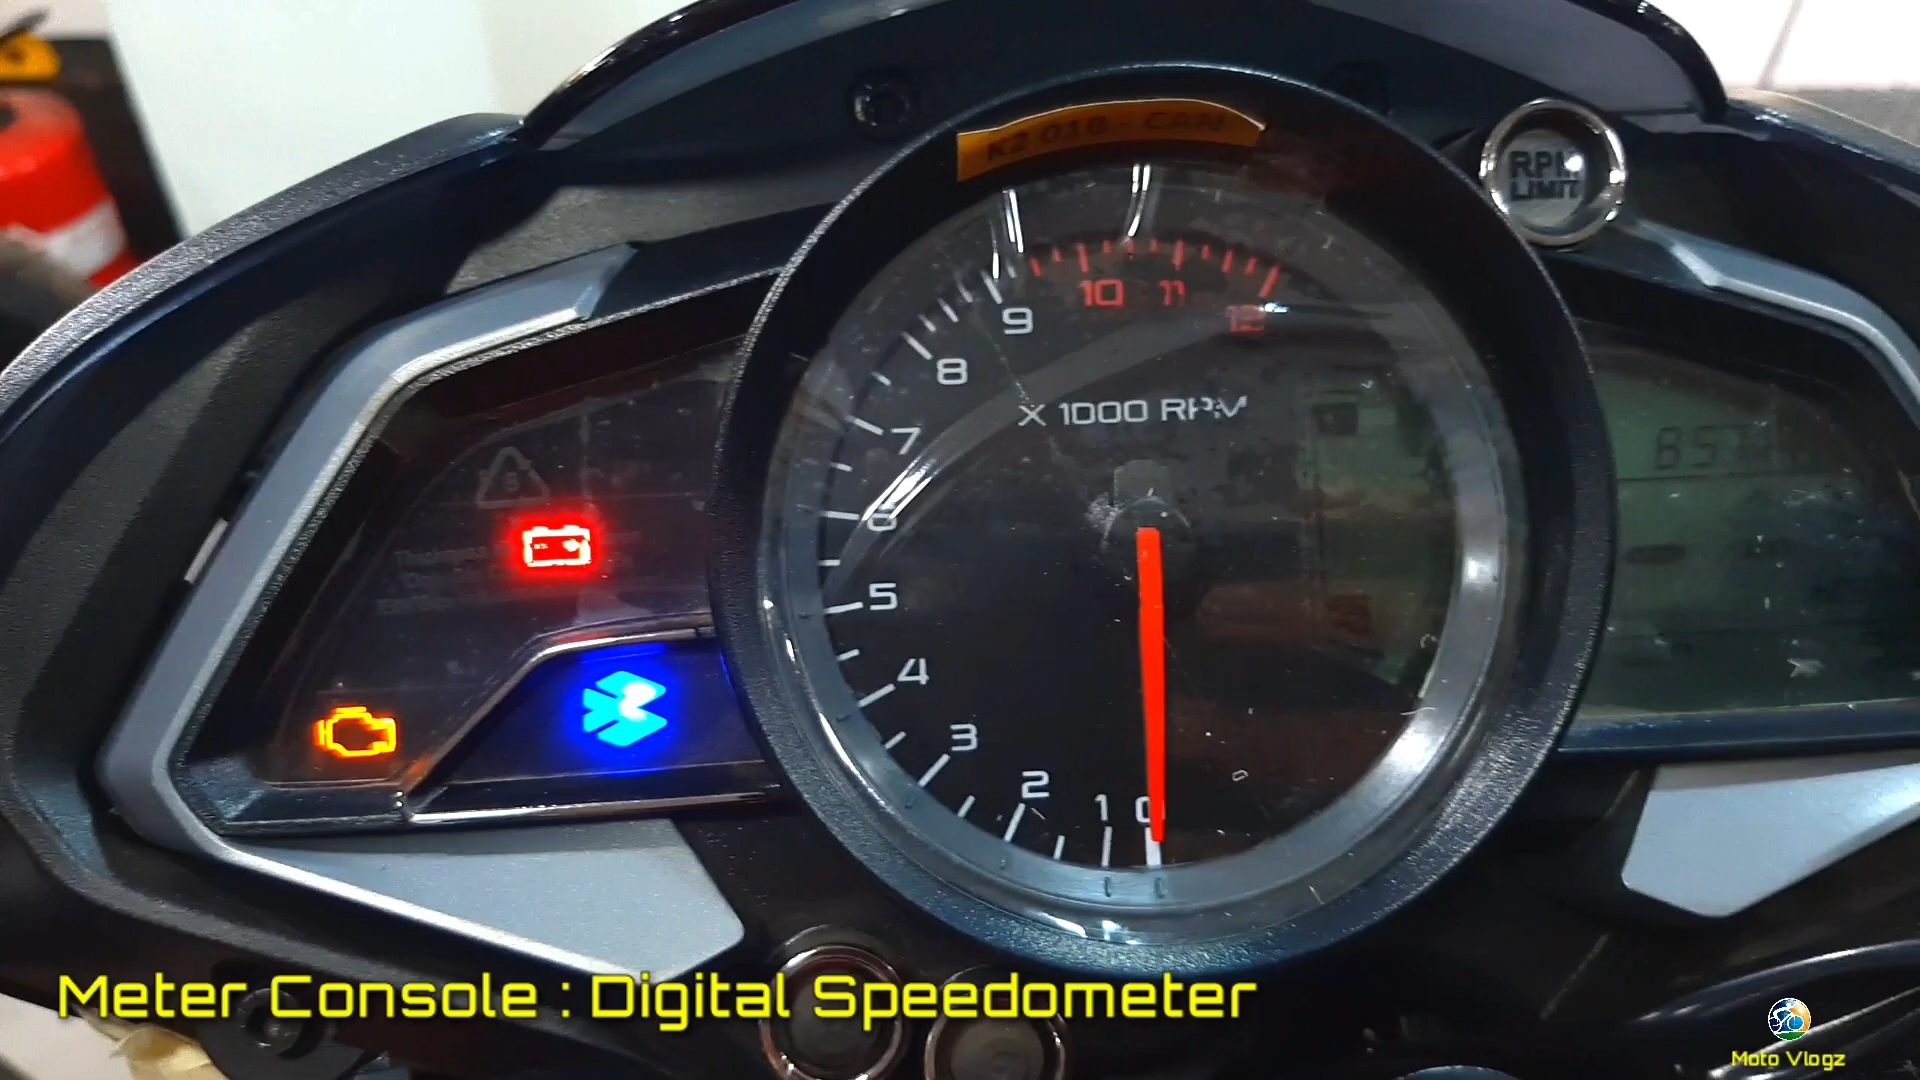 K2 01B - CAN
RPM
LIMIT
10 11
9 12
8
X 1000 RPM
7
6
5
4
3
2
1 0
Meter Console : Digital Speedometer
Moto Vlogz